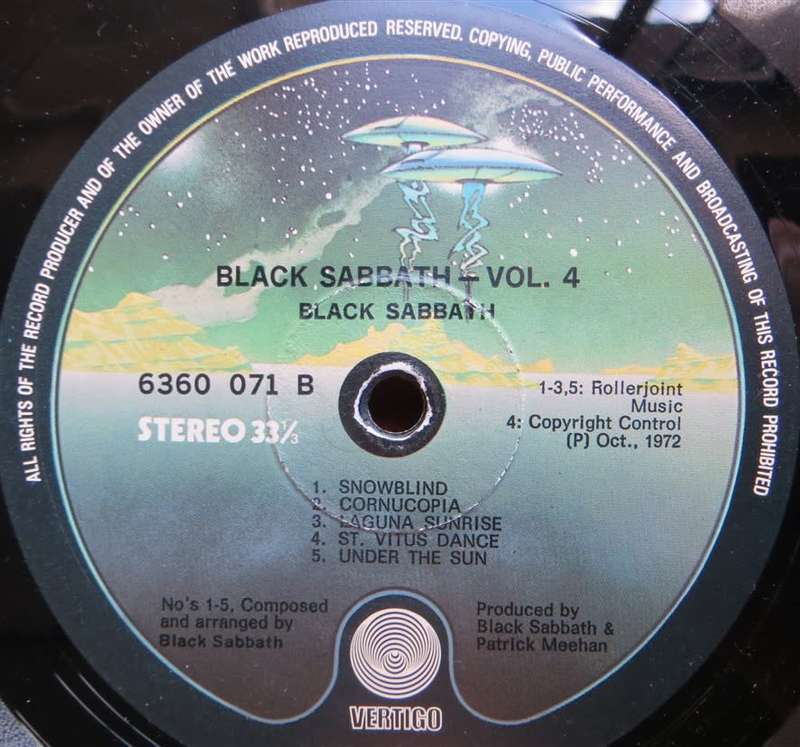 ALL RIGHTS OF THE RECORD PRODUCER AND OF THE OWNER OF THE WORK REPRODUCED RESERVED. COPYING, PUBLIC PERFORMANCE AND BROADCASTING OF THIS RECORD PROHIBITED
BLACK SABBATH – VOL. 4
BLACK SABBATH
6360 071 B
STEREO 33⅓
1-3,5: Rollerjoint
Music
4: Copyright Control
(P) Oct., 1972
1. SNOWBLIND
2. CORNUCOPIA
3. LAGUNA SUNRISE
4. ST. VITUS DANCE
5. UNDER THE SUN
No's 1-5, Composed
and arranged by
Black Sabbath
Produced by
Black Sabbath &
Patrick Meehan
VERTIGO